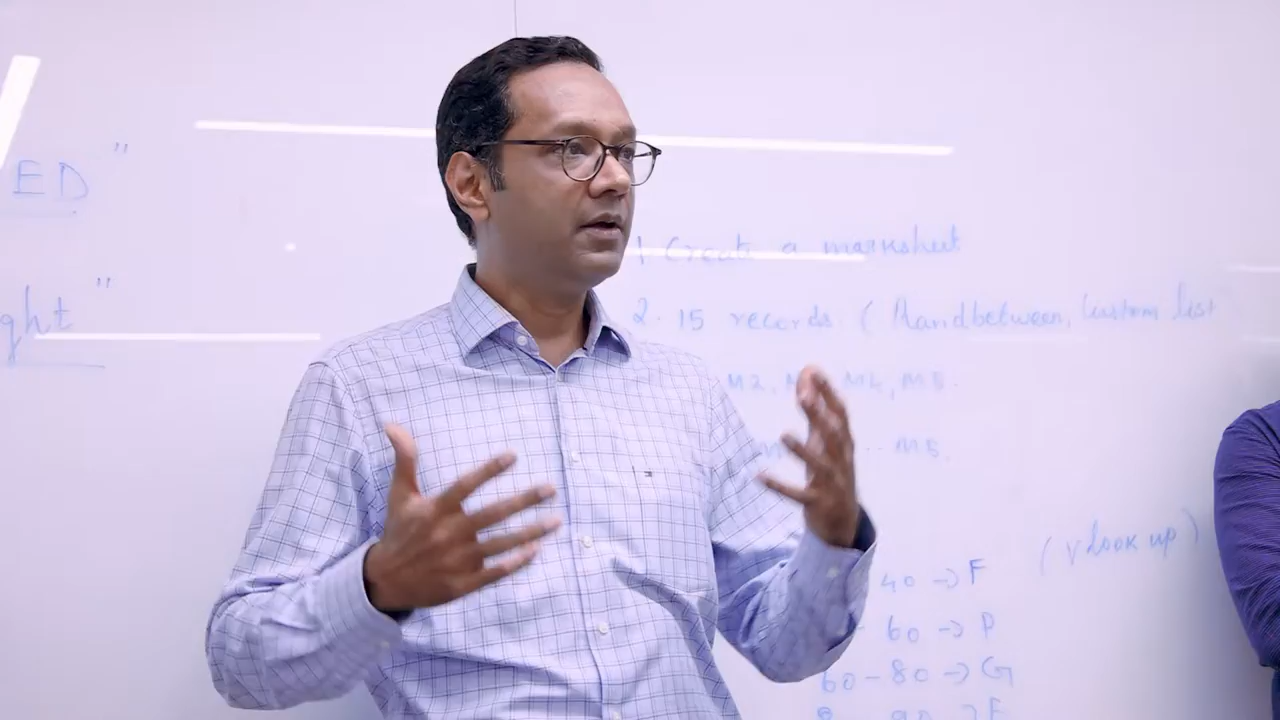 ED "
ght "
1 Create a marksheet
2. 15 records. ( Randbetween, Custom list
M2, M4, M5.
.. M5.
40 -> F (Vlook up)
60 -> P
60 - 80 -> G
90 -> E